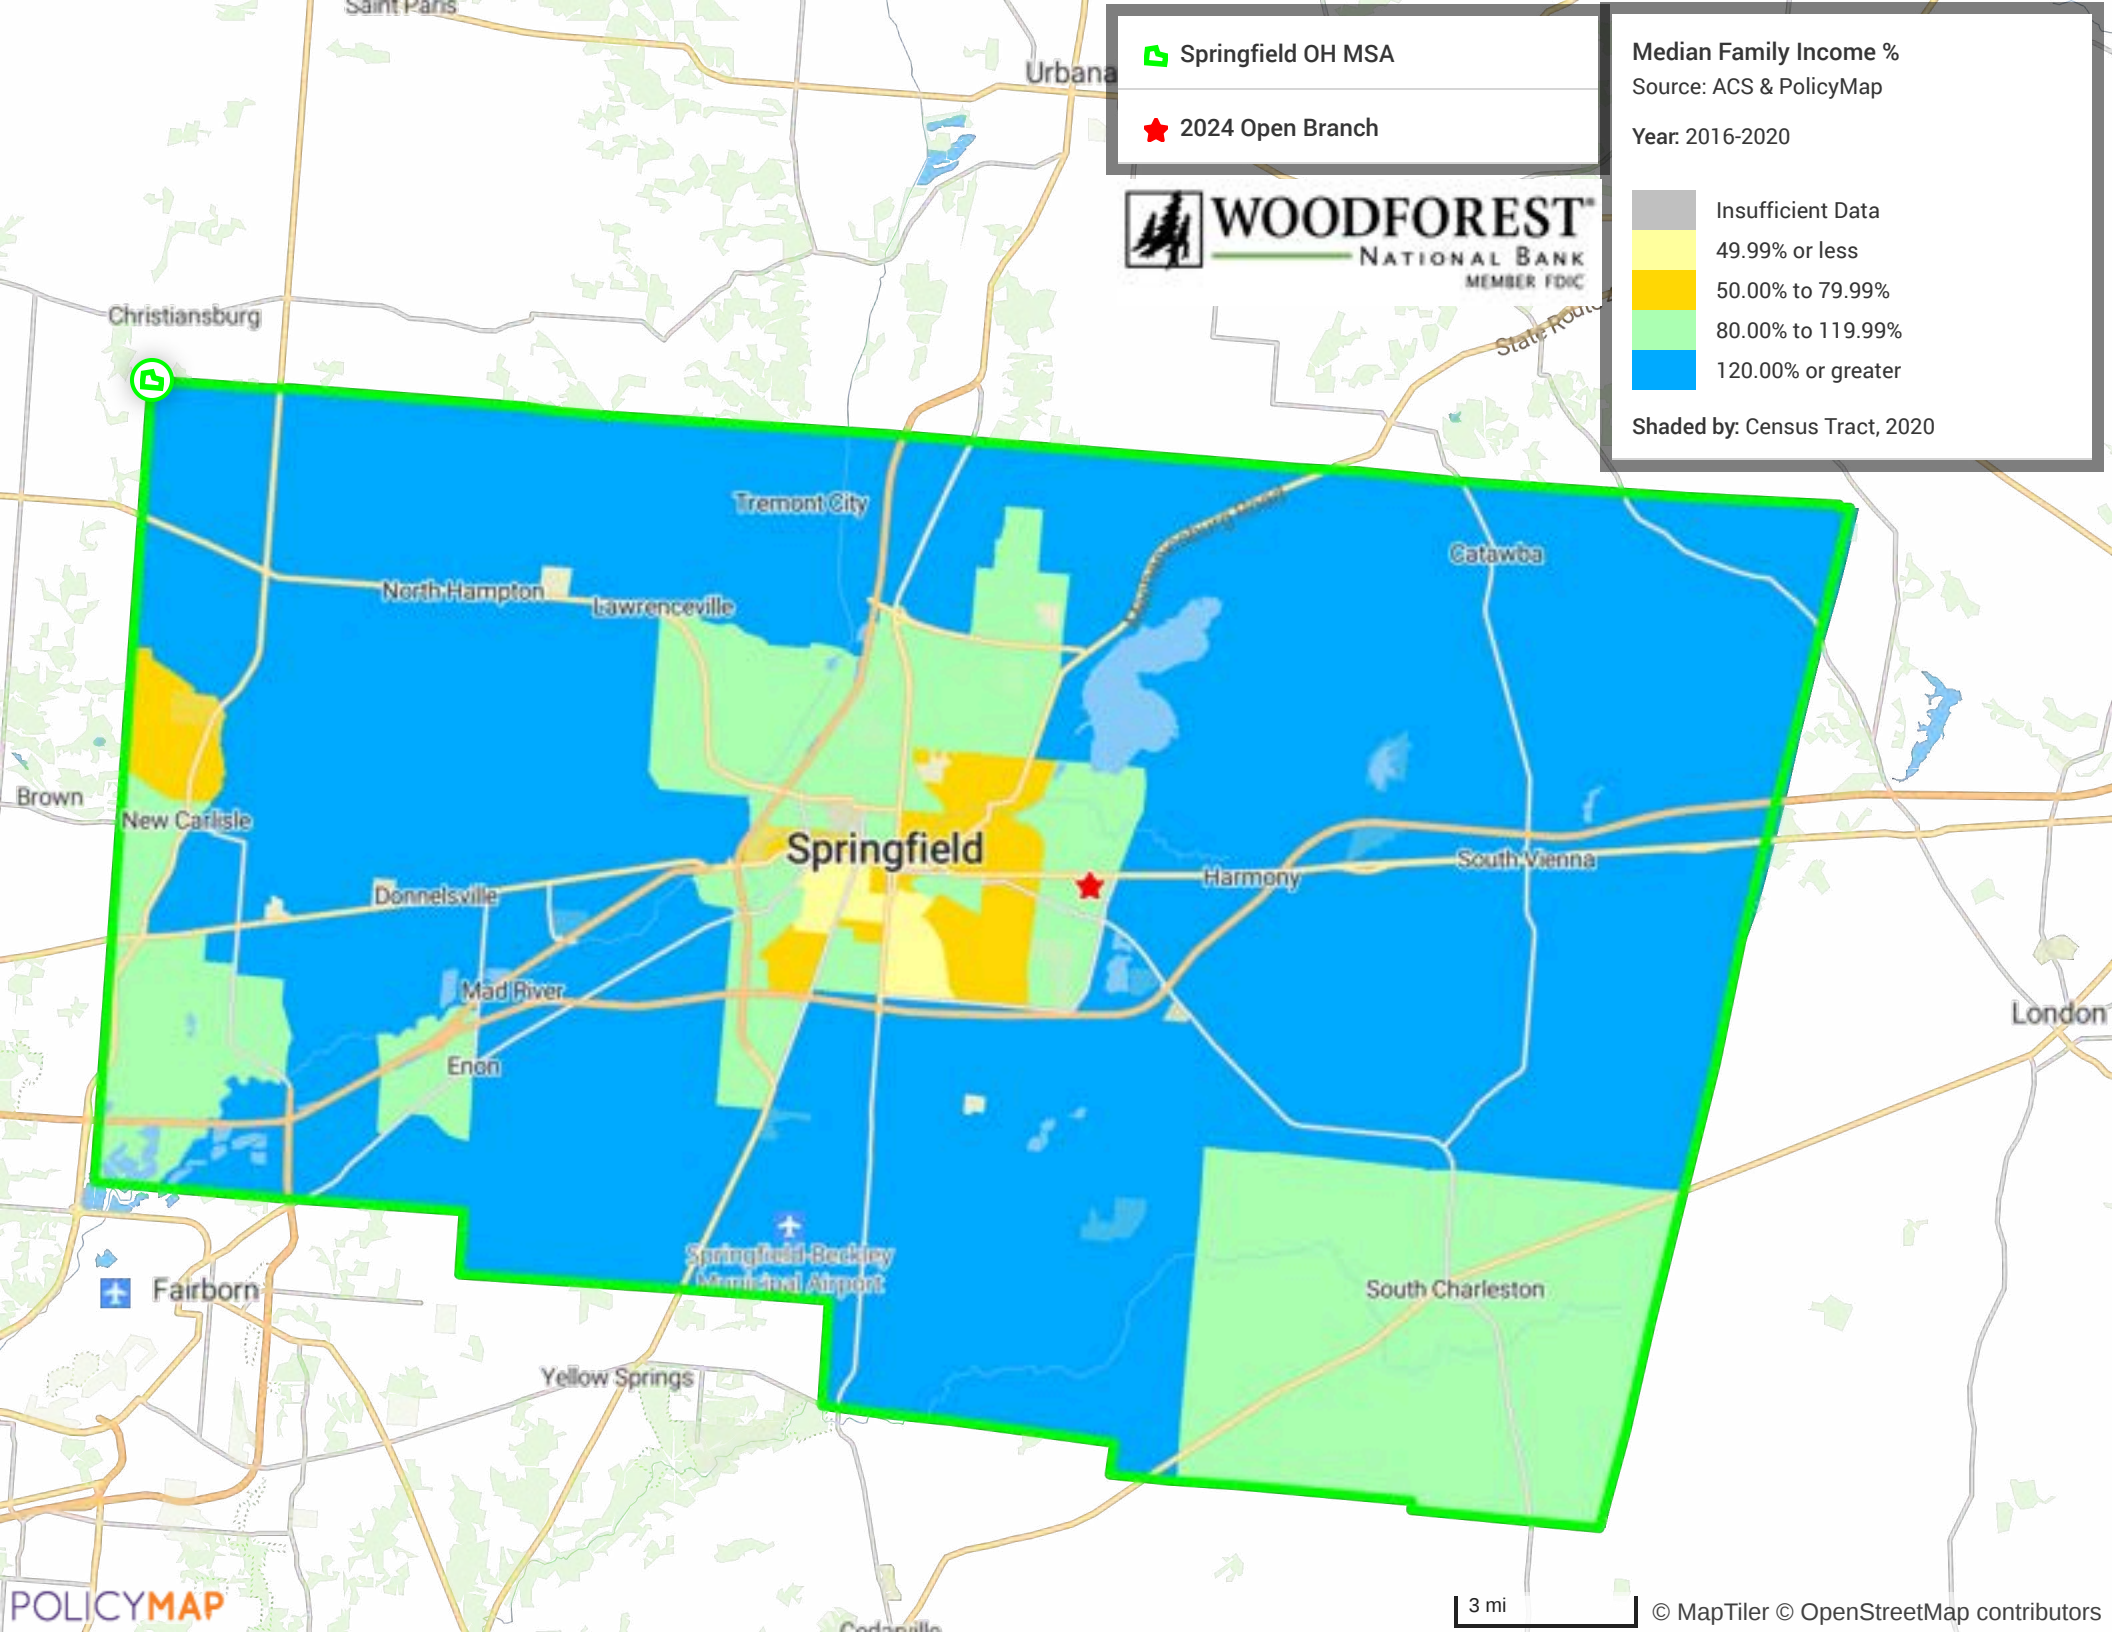 Saint Paris
Urbana
Springfield OH MSA
2024 Open Branch
WOODFOREST
NATIONAL BANK
MEMBER FDIC
Median Family Income %
Source: ACS & PolicyMap
Year: 2016-2020
Insufficient Data
49.99% or less
50.00% to 79.99%
80.00% to 119.99%
120.00% or greater
Shaded by: Census Tract, 2020
State
Christiansburg
Tremont City
Catawba
North Hampton
Lawrenceville
Brown
New Carlisle
Springfield
South Vienna
Harmony
Donnelsville
Mad River
London
Enon
Springfield-Beckley
Municipal Airport
Fairborn
South Charleston
Yellow Springs
POLICYMAP
3 mi
© MapTiler © OpenStreetMap contributors
Cedarville